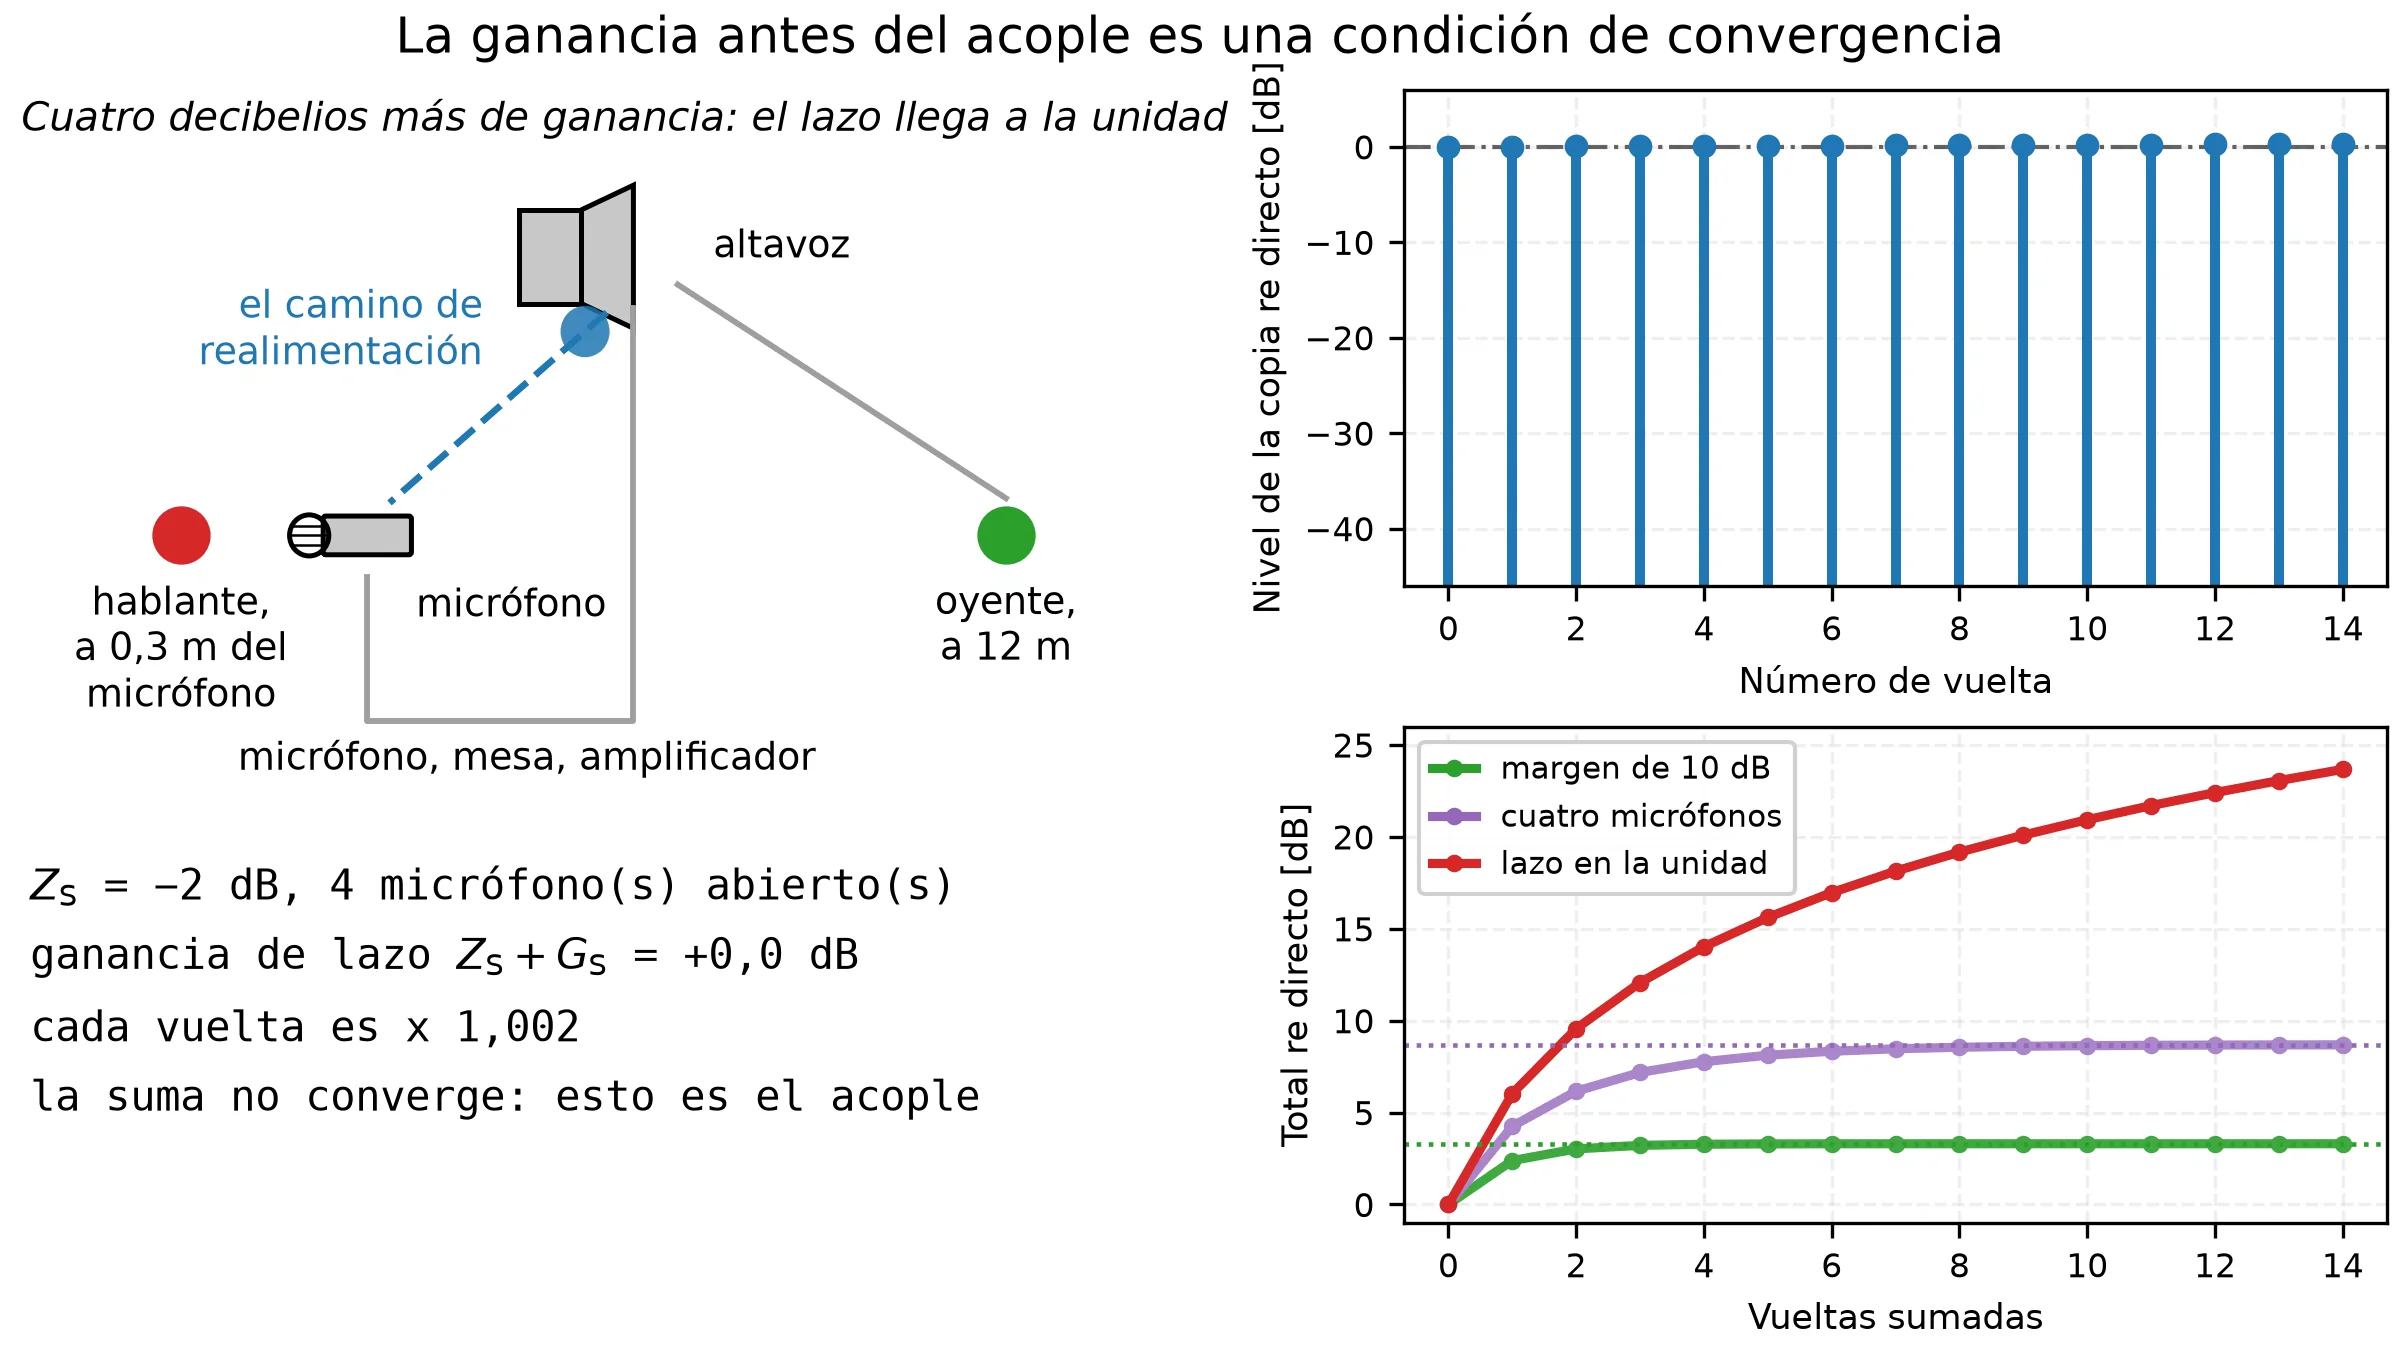 La ganancia antes del acople es una condición de convergencia
Cuatro decibelios más de ganancia: el lazo llega a la unidad
altavoz
el camino de
realimentación
hablante,
a 0,3 m del
micrófono
micrófono
oyente,
a 12 m
micrófono, mesa, amplificador
Z_S = −2 dB, 4 micrófono(s) abierto(s)
ganancia de lazo Z_S + G_S = +0,0 dB
cada vuelta es x 1,002
la suma no converge: esto es el acople
Nivel de la copia re directo [dB]
0
−10
−20
−30
−40
0 2 4 6 8 10 12 14
Número de vuelta
Total re directo [dB]
25
20
15
10
5
0
margen de 10 dB
cuatro micrófonos
lazo en la unidad
0 2 4 6 8 10 12 14
Vueltas sumadas